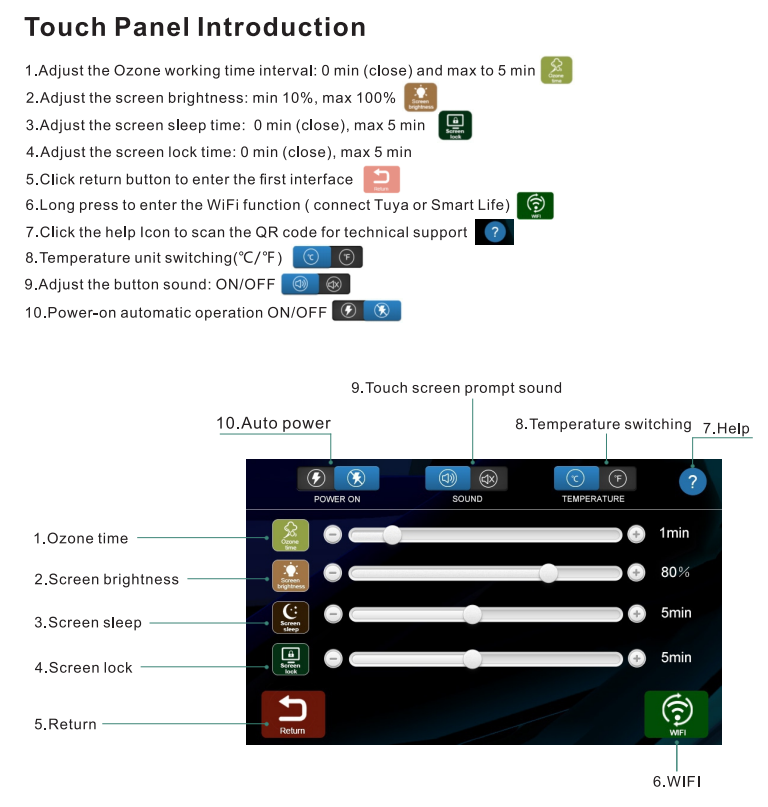 Touch Panel Introduction
1.Adjust the Ozone working time interval: 0 min (close) and max to 5 min Ozone time
2.Adjust the screen brightness: min 10%, max 100% Screen brightness
3.Adjust the screen sleep time: 0 min (close), max 5 min Screen lock
4.Adjust the screen lock time: 0 min (close), max 5 min
5.Click return button to enter the first interface Return
6.Long press to enter the WiFi function ( connect Tuya or Smart Life) WIFI
7.Click the help Icon to scan the QR code for technical support ?
8.Temperature unit switching(℃/℉) ℃ ℉
9.Adjust the button sound: ON/OFF
10.Power-on automatic operation ON/OFF
9.Touch screen prompt sound
10.Auto power
8.Temperature switching
7.Help
℃ ℉ ?
POWER ON SOUND TEMPERATURE
1.Ozone time Ozone time - + 1min
2.Screen brightness Screen brightness - + 80%
3.Screen sleep Screen sleep - + 5min
4.Screen lock Screen lock - + 5min
5.Return Return WIFI
6.WIFI